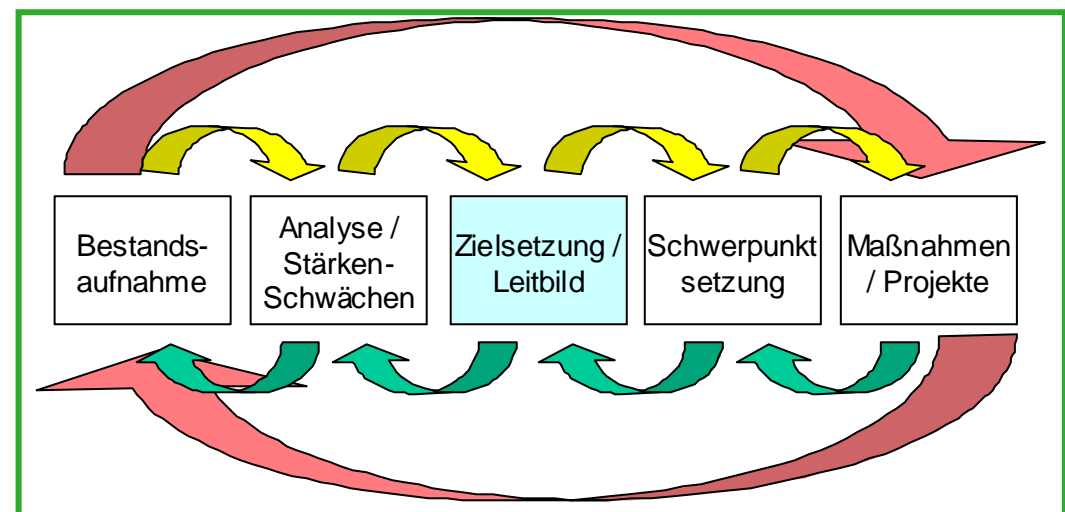 Bestands-
aufnahme
Analyse /
Stärken-
Schwächen
Zielsetzung /
Leitbild
Schwerpunkt
setzung
Maßnahmen
/ Projekte